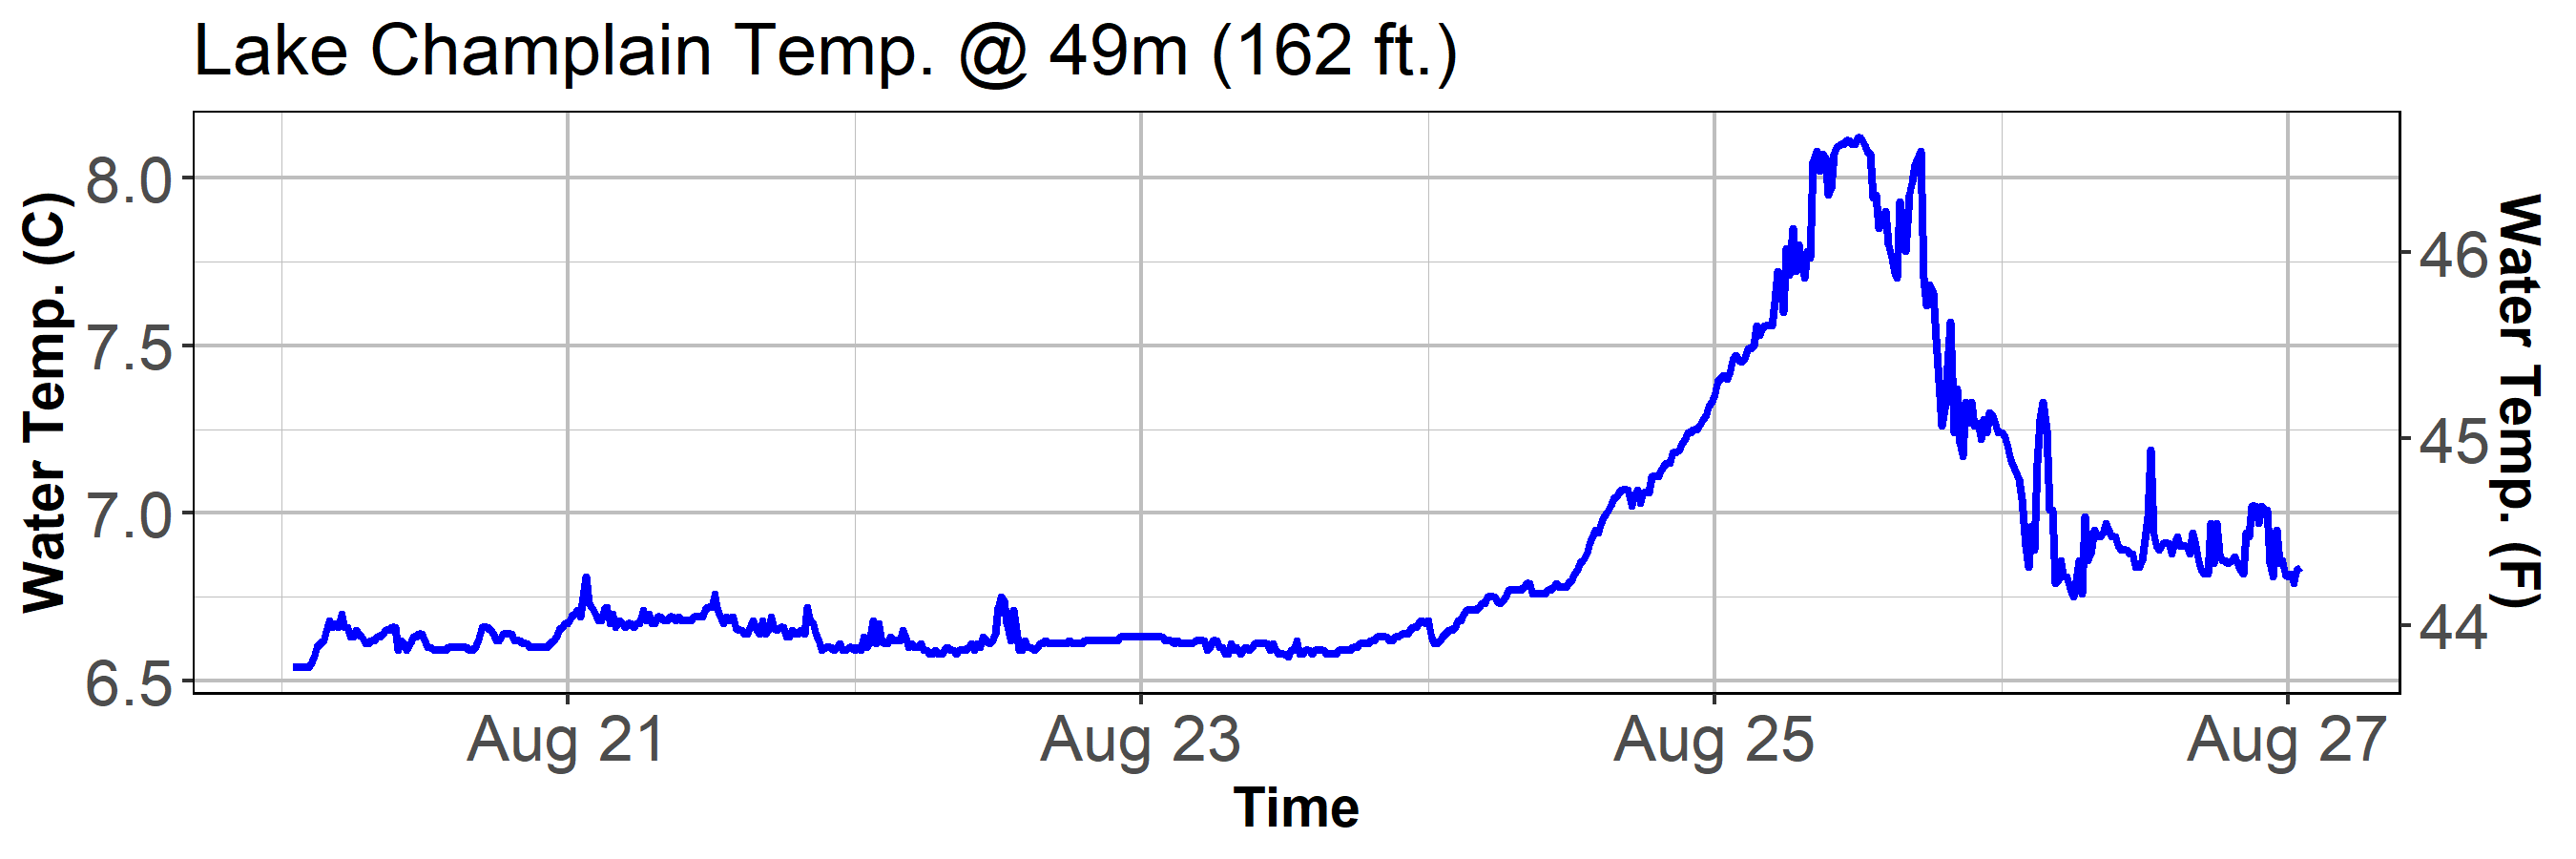 Lake Champlain Temp. @ 49m (162 ft.)
Water Temp. (C)
8.0
7.5
7.0
6.5
46
45
44
Water Temp. (F)
Aug 21
Aug 23
Aug 25
Aug 27
Time